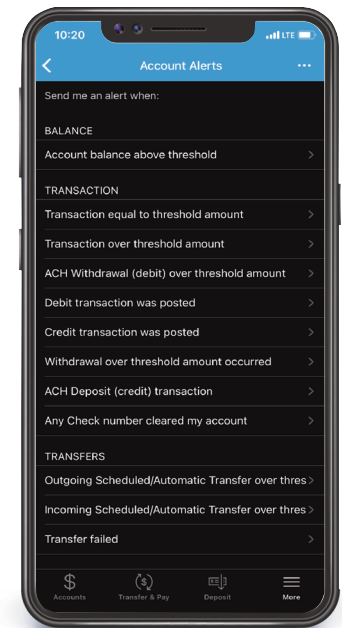 10:20
LTE
Account Alerts
Send me an alert when:
BALANCE
Account balance above threshold
TRANSACTION
Transaction equal to threshold amount
Transaction over threshold amount
ACH Withdrawal (debit) over threshold amount
Debit transaction was posted
Credit transaction was posted
Withdrawal over threshold amount occurred
ACH Deposit (credit) transaction
Any Check number cleared my account
TRANSFERS
Outgoing Scheduled/Automatic Transfer over thres
Incoming Scheduled/Automatic Transfer over thres
Transfer failed
Accounts Transfer & Pay Deposit More